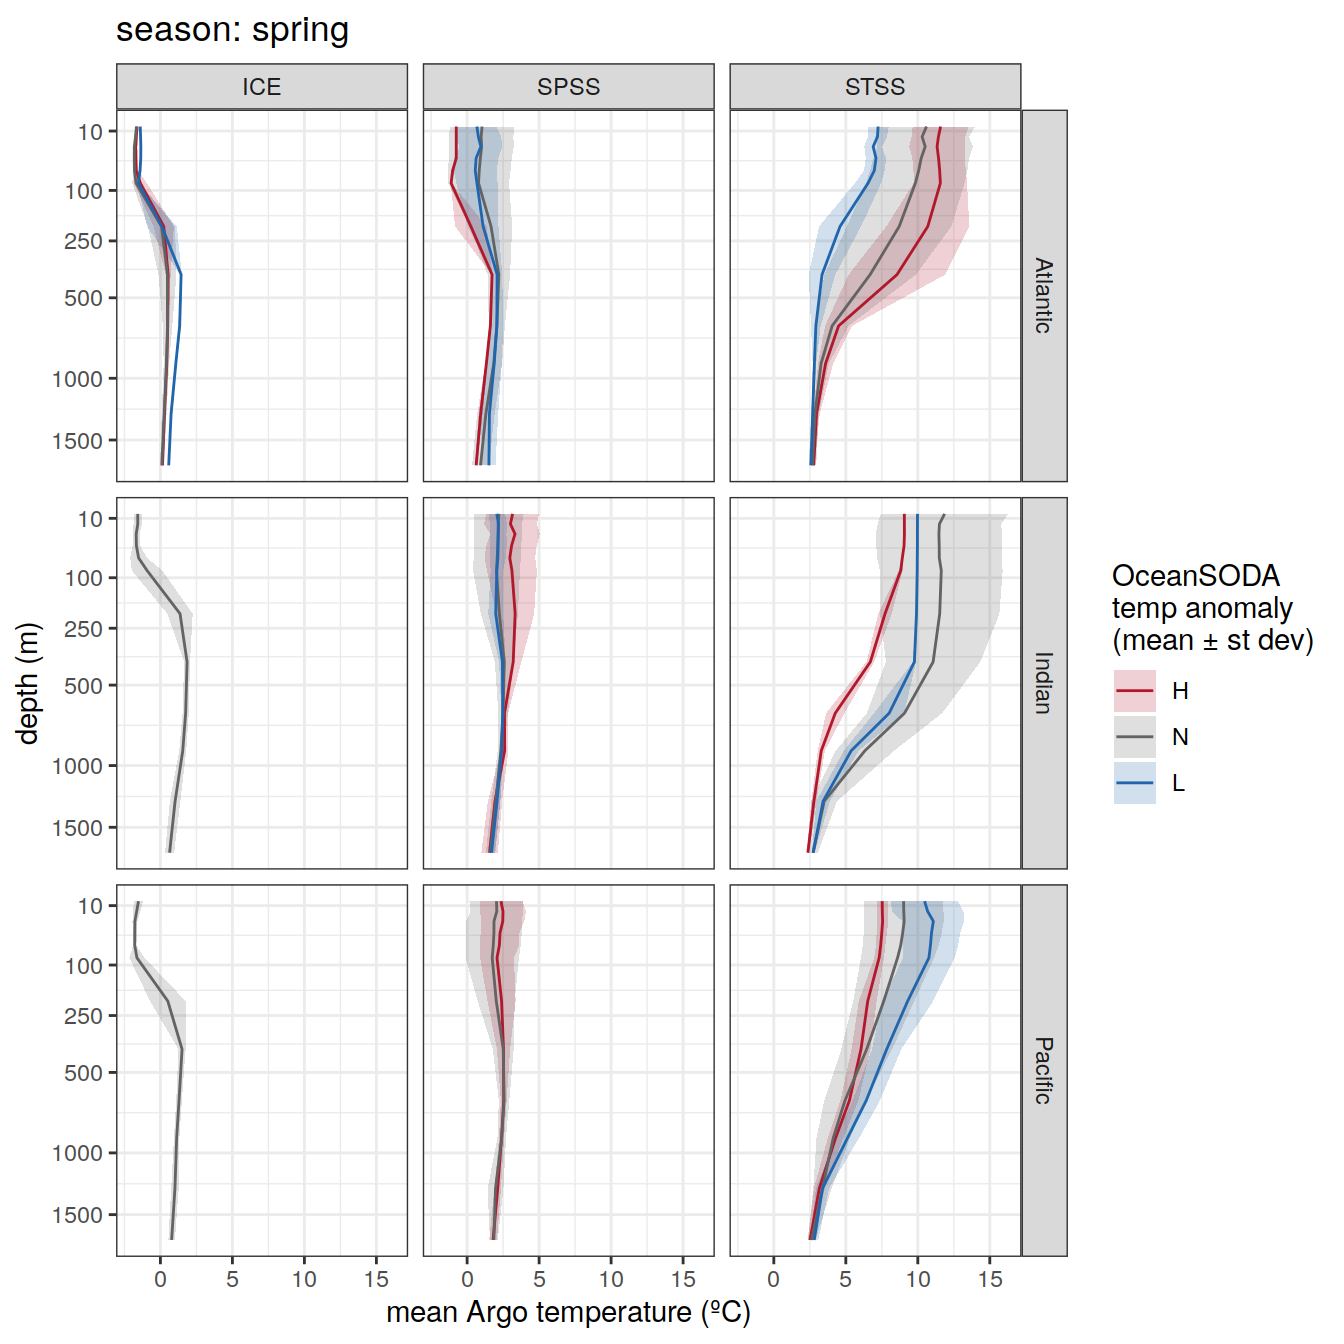 season: spring
ICE SPSS STSS
10
100
250
500
1000
1500
Atlantic
10
100
250
500
1000
1500
Indian
10
100
250
500
1000
1500
Pacific
0 5 10 15 0 5 10 15 0 5 10 15
mean Argo temperature (ºC)
depth (m)
OceanSODA
temp anomaly
(mean ± st dev)
H
N
L